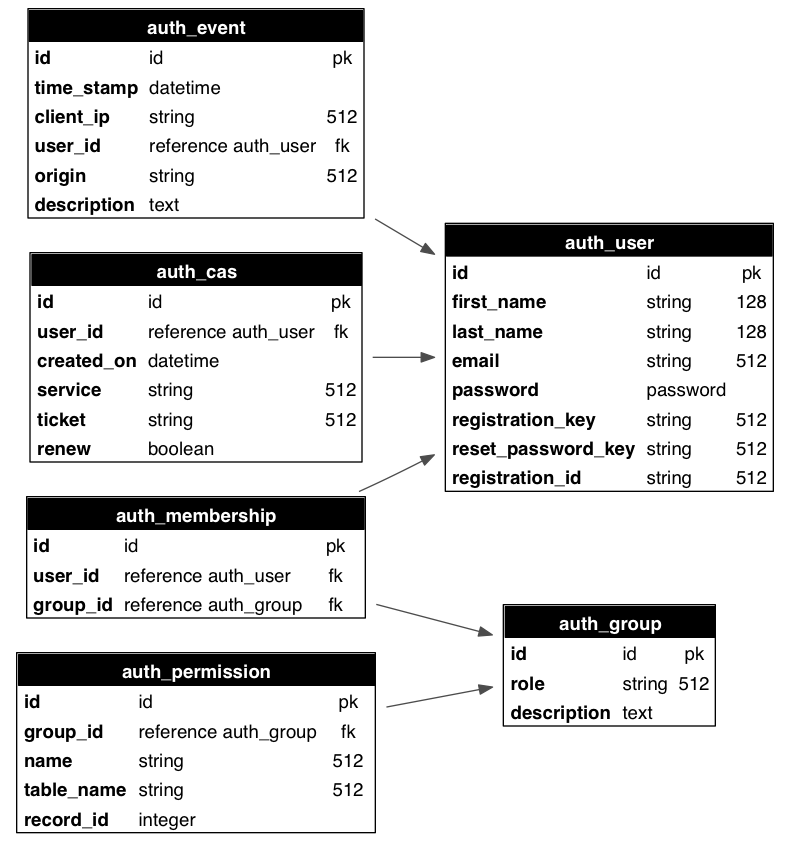 auth_event
id id pk
time_stamp datetime
client_ip string 512
user_id reference auth_user fk
origin string 512
description text
auth_cas
id id pk
user_id reference auth_user fk
created_on datetime
service string 512
ticket string 512
renew boolean
auth_membership
id id pk
user_id reference auth_user fk
group_id reference auth_group fk
auth_permission
id id pk
group_id reference auth_group fk
name string 512
table_name string 512
record_id integer
auth_user
id id pk
first_name string 128
last_name string 128
email string 512
password password
registration_key string 512
reset_password_key string 512
registration_id string 512
auth_group
id id pk
role string 512
description text